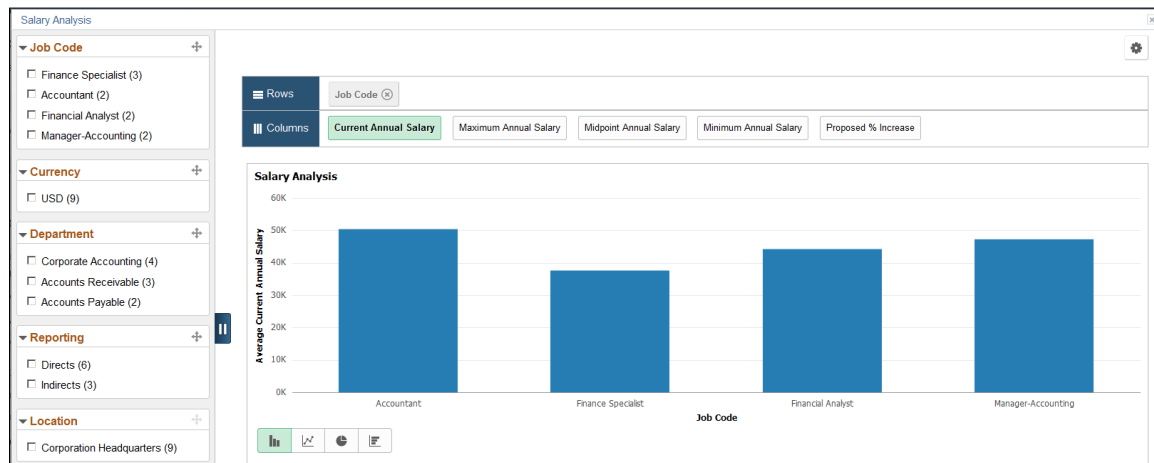 Salary Analysis
Job Code
Finance Specialist (3)
Accountant (2)
Financial Analyst (2)
Manager-Accounting (2)
Currency
USD (9)
Department
Corporate Accounting (4)
Accounts Receivable (3)
Accounts Payable (2)
Reporting
Directs (6)
Indirects (3)
Location
Corporation Headquarters (9)
Rows
Job Code
Columns
Current Annual Salary
Maximum Annual Salary
Midpoint Annual Salary
Minimum Annual Salary
Proposed % Increase
Salary Analysis
Average Current Annual Salary
60K
50K
40K
30K
20K
10K
0K
Accountant
Finance Specialist
Financial Analyst
Manager-Accounting
Job Code